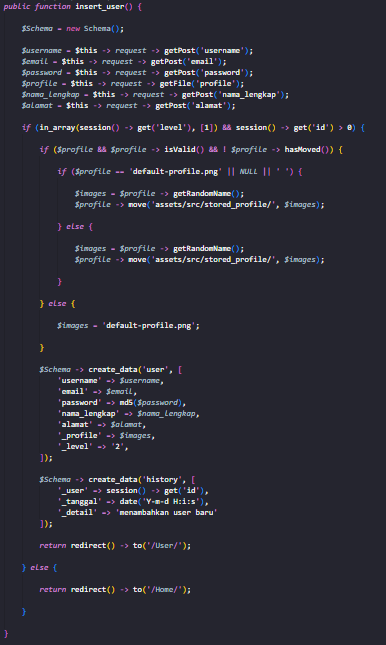 public function insert_user() {
$Schema = new Schema();
$username = $this -> request -> getPost('username');
$email = $this -> request -> getPost('email');
$password = $this -> request -> getPost('password');
$profile = $this -> request -> getFile('profile');
$nama_lengkap = $this -> request -> getPost('nama_lengkap');
$alamat = $this -> request -> getPost('alamat');
if (in_array(session() -> get('level'), [1]) && session() -> get('id') > 0) {
if ($profile && $profile -> isValid() && ! $profile -> hasMoved()) {
if ($profile == 'default-profile.png' || NULL || ' ') {
$images = $profile -> getRandomName();
$profile -> move('assets/src/stored_profile/', $images);
} else {
$images = $profile -> getRandomName();
$profile -> move('assets/src/stored_profile/', $images);
}
} else {
$images = 'default-profile.png';
}
$Schema -> create_data('user', [
'username' => $username,
'email' => $email,
'password' => md5($password),
'nama_lengkap' => $nama_lengkap,
'alamat' => $alamat,
'_profile' => $images,
'_level' => '2',
]);
$Schema -> create_data('history', [
'_user' => session() -> get('id'),
'_tanggal' => date('Y-m-d H:i:s'),
'_detail' => 'menambahkan user baru'
]);
return redirect() -> to('/User/');
} else {
return redirect() -> to('/Home/');
}
}